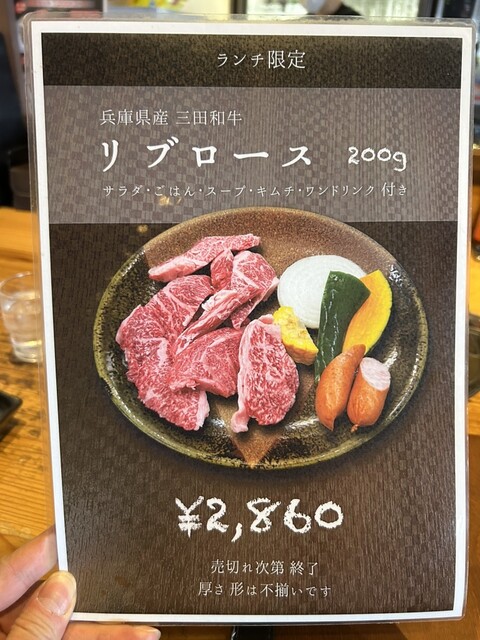 ランチ限定
兵庫県産 三田和牛
リブロース 200g
サラダ・ごはん・スープ・キムチ・ワンドリンク 付き
¥2,860
売切れ次第 終了
厚さ 形は不揃いです